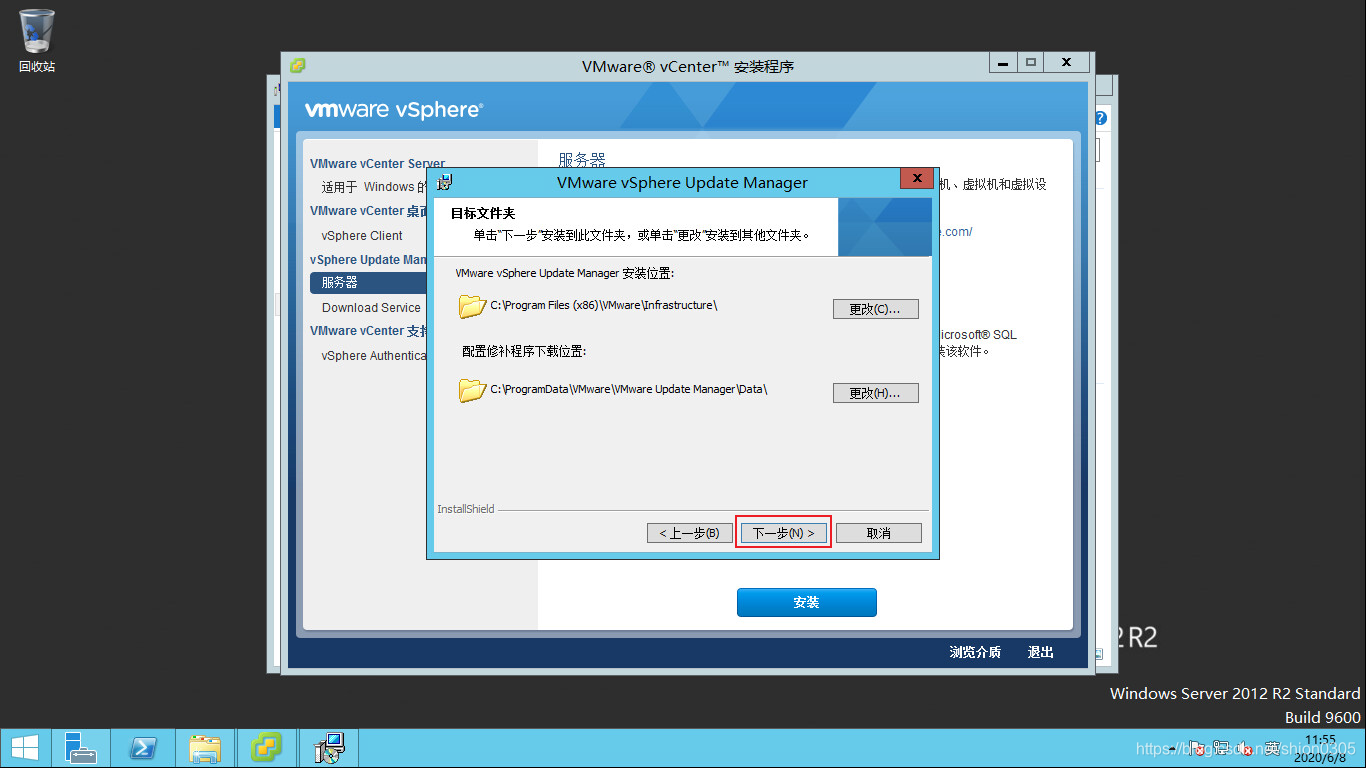 回收站
VMware® vCenter™ 安装程序
vmware vSphere®
VMware vCenter Server
适用于 Windows 的
VMware vCenter 桌面
vSphere Client
vSphere Update Man
服务器
Download Service
VMware vCenter 支持
vSphere Authentica
服务器
机、虚拟机和虚拟设
e.com/
icrosoft® SQL
装该软件。
VMware vSphere Update Manager
目标文件夹
单击"下一步"安装到此文件夹，或单击"更改"安装到其他文件夹。
VMware vSphere Update Manager 安装位置:
C:\Program Files (x86)\VMware\Infrastructure\
更改(C)...
配置修补程序下载位置:
C:\ProgramData\VMware\VMware Update Manager\Data\
更改(H)...
InstallShield
< 上一步(B)
下一步(N) >
取消
安装
浏览介质
退出
2 R2
Windows Server 2012 R2 Standard
Build 9600
英
11:55
2020/6/8